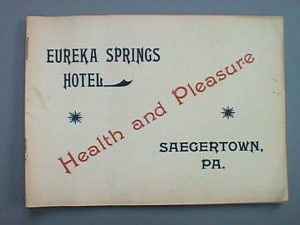 EUREKA SPRINGS
HOTEL
Health and Pleasure
SAEGERTOWN,
PA.